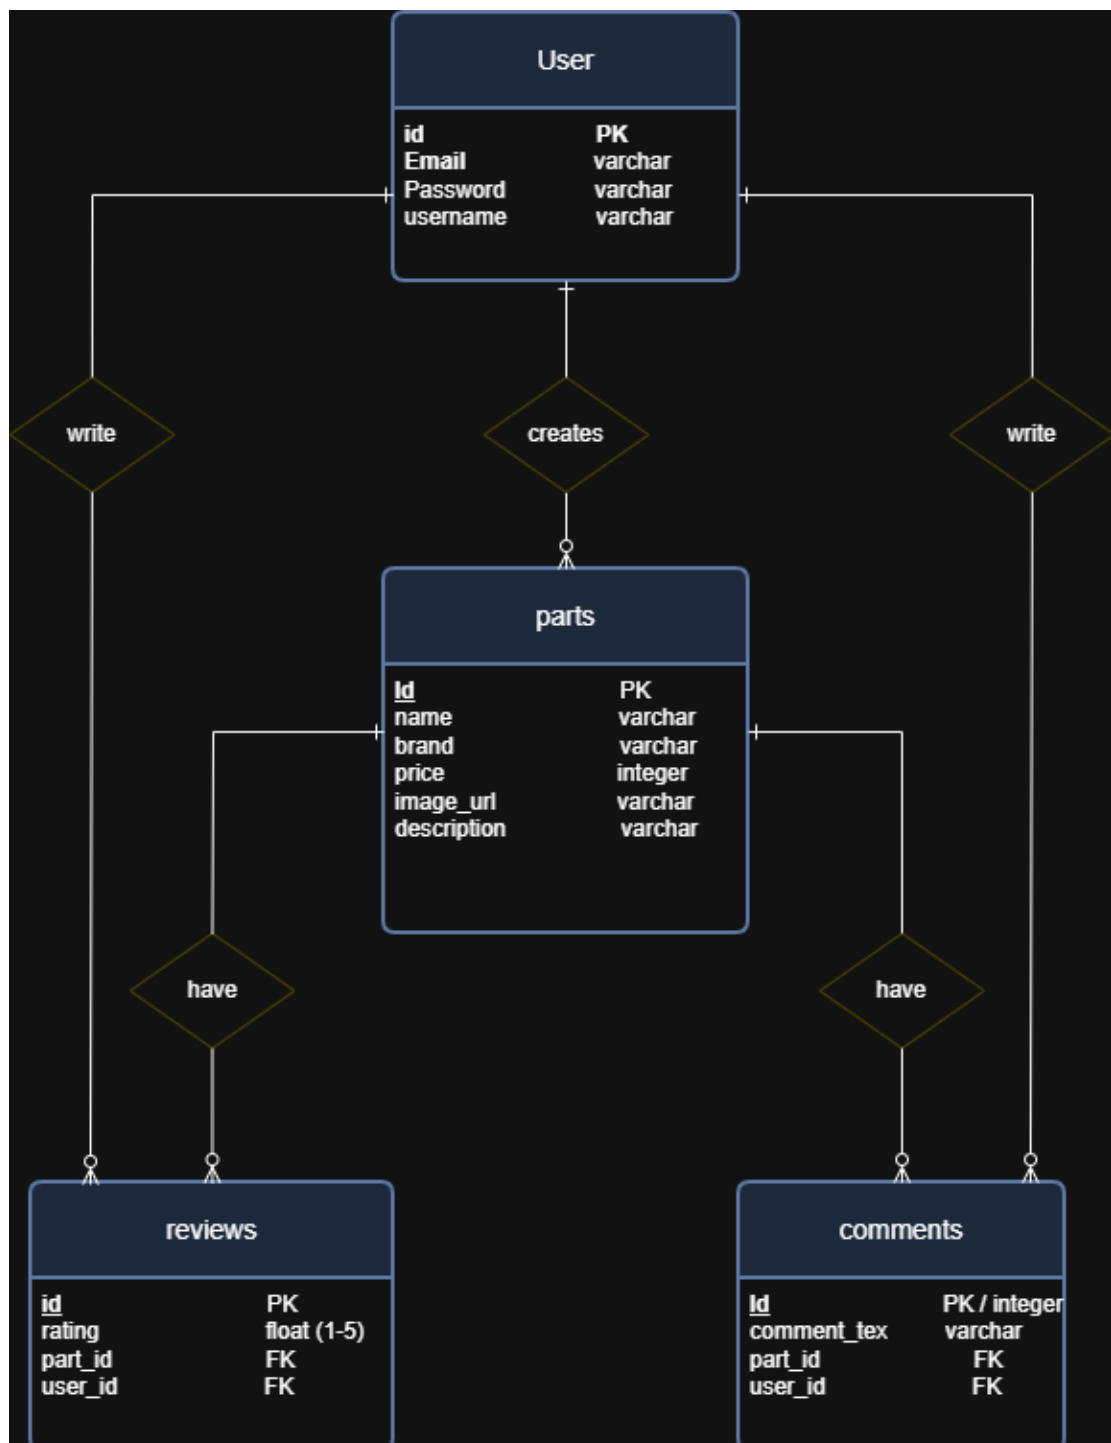 User
id PK
Email varchar
Password varchar
username varchar
write
creates
write
parts
Id PK
name varchar
brand varchar
price integer
image_url varchar
description varchar
have
have
reviews
id PK
rating float (1-5)
part_id FK
user_id FK
comments
Id PK / integer
comment_tex varchar
part_id FK
user_id FK